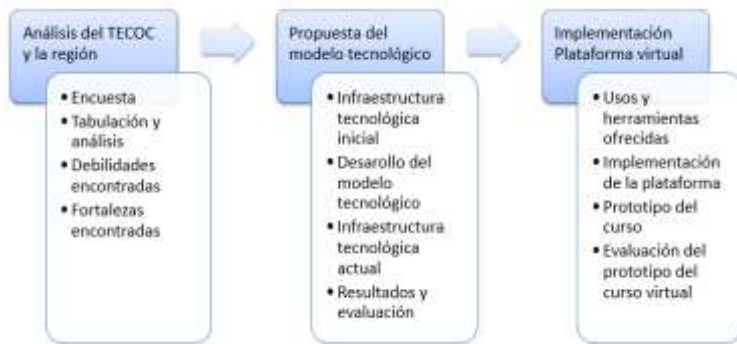 Análisis del TECOC
y la región
• Encuesta
• Tabulación y
análisis
• Debilidades
encontradas
• Fortalezas
encontradas
Propuesta del
modelo tecnológico
• Infraestructura
tecnológica
inicial
• Desarollo del
modelo
tecnológico
• Infraestructura
tecnológica
actual
• Resultados y
evaluación
Implementación
Plataforma virtual
• Usos y
herramientas
ofrecidas
• Implementación
de la plataforma
• Prototipo del
curso
• Evaluación del
prototipo del
curso virtual